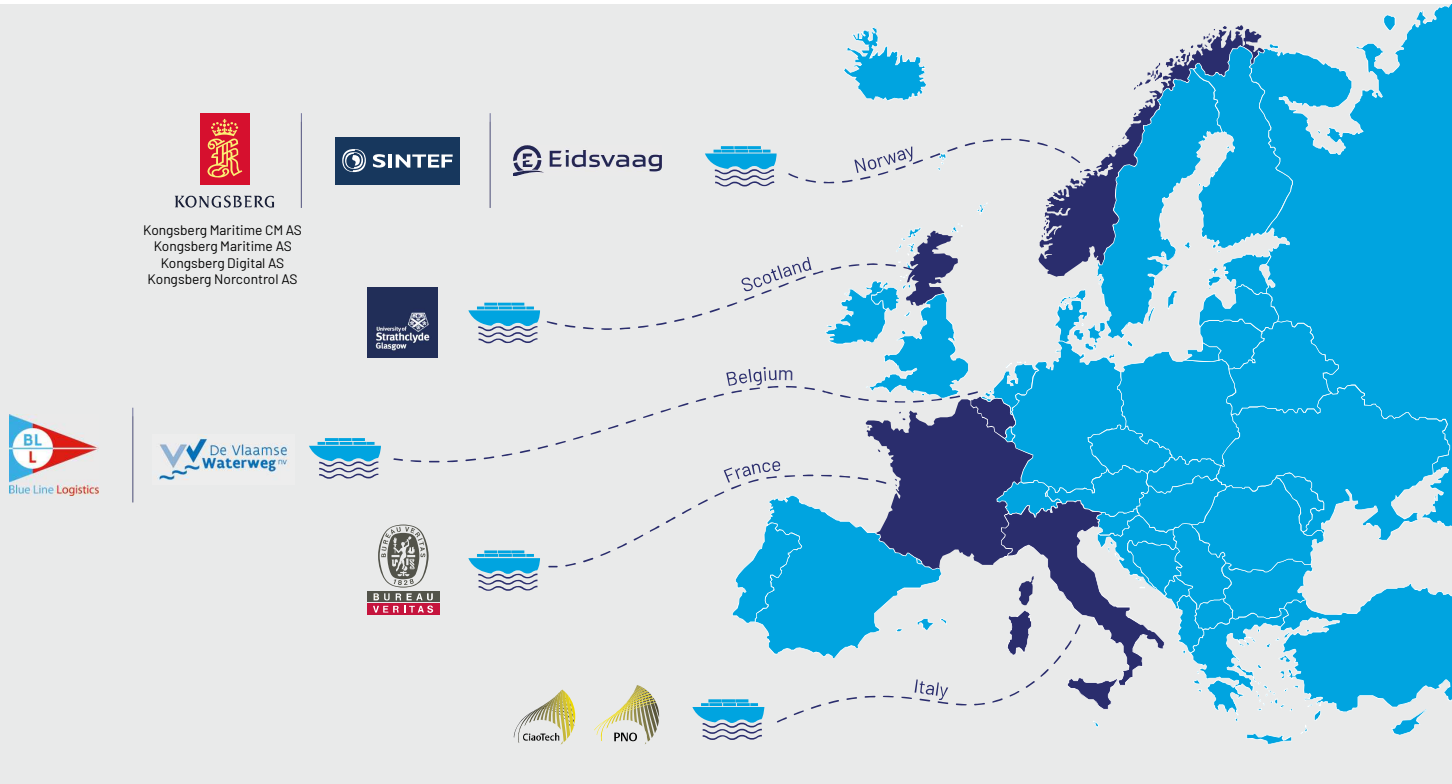 KONGSBERG
Kongsberg Maritime CM AS
Kongsberg Maritime AS
Kongsberg Digital AS
Kongsberg Norcontrol AS
SINTEF
Eidsvaag
Norway
University of
Strathclyde
Glasgow
Scotland
BL
L
Blue Line Logistics
De Vlaamse
Waterweg nv
Belgium
BUREAU VERITAS
1828
BUREAU
VERITAS
France
CiaoTech
PNO
Italy